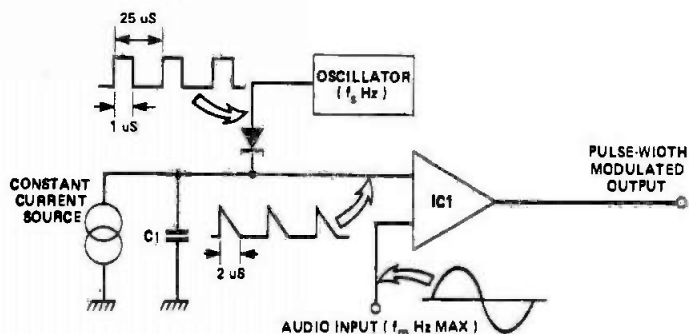 25 uS
1 uS
OSCILLATOR
( fs Hz )
CONSTANT
CURRENT
SOURCE
C1
2 uS
IC1
PULSE-WIDTH
MODULATED
OUTPUT
AUDIO INPUT ( fm Hz MAX )